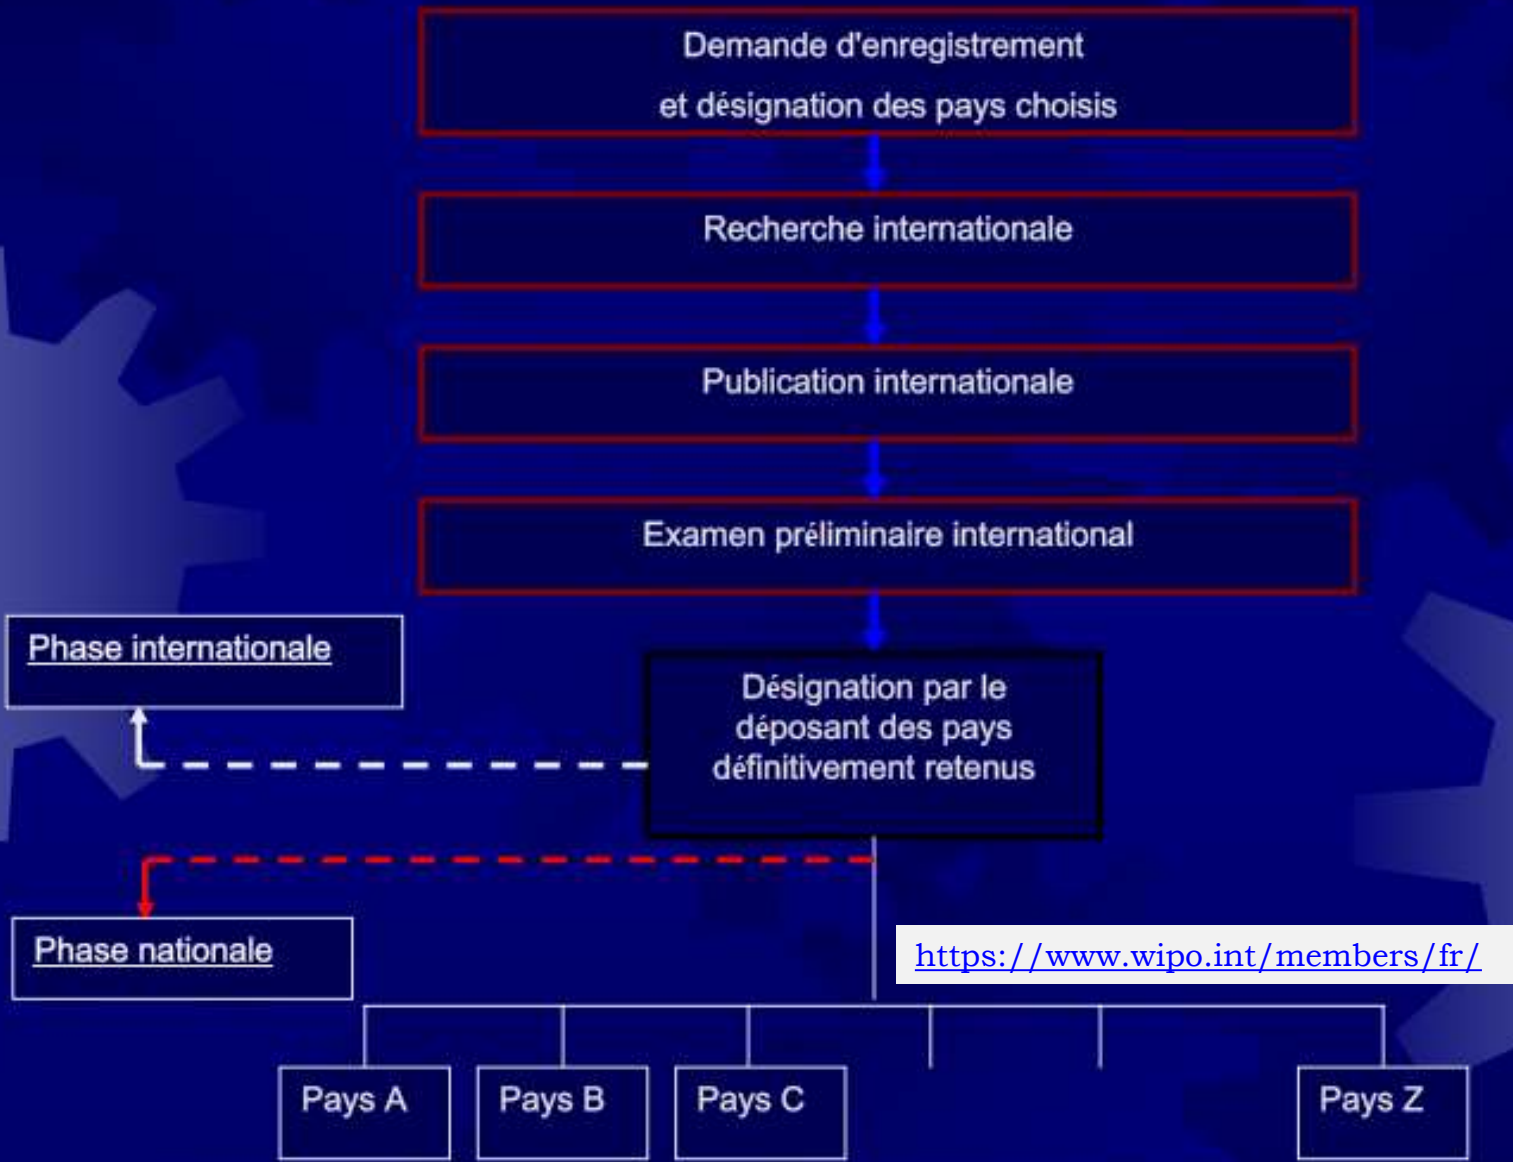 Demande d'enregistrement
et désignation des pays choisis
Recherche internationale
Publication internationale
Examen préliminaire international
Phase internationale
Désignation par le
déposant des pays
définitivement retenus
Phase nationale
https://www.wipo.int/members/fr/
Pays A
Pays B
Pays C
Pays Z